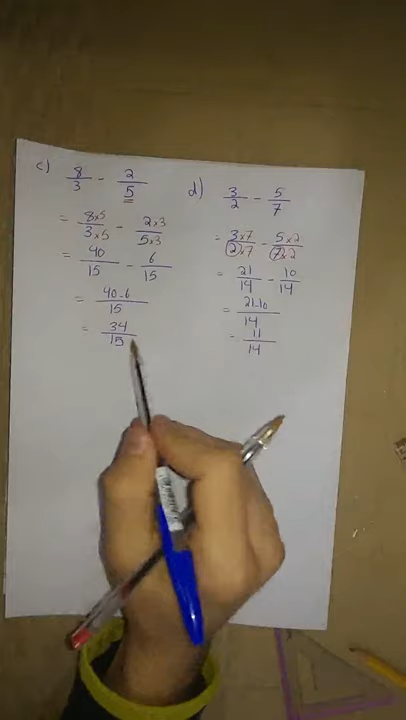 c) 8/3 - 2/5
= 8x5/3x5 - 2x3/5x3
= 40/15 - 6/15
= 40-6/15
= 34/15
d) 3/2 - 5/7
= 3x7/2x7 - 5x2/7x2
= 21/14 - 10/14
= 21-10/14
- 11/14